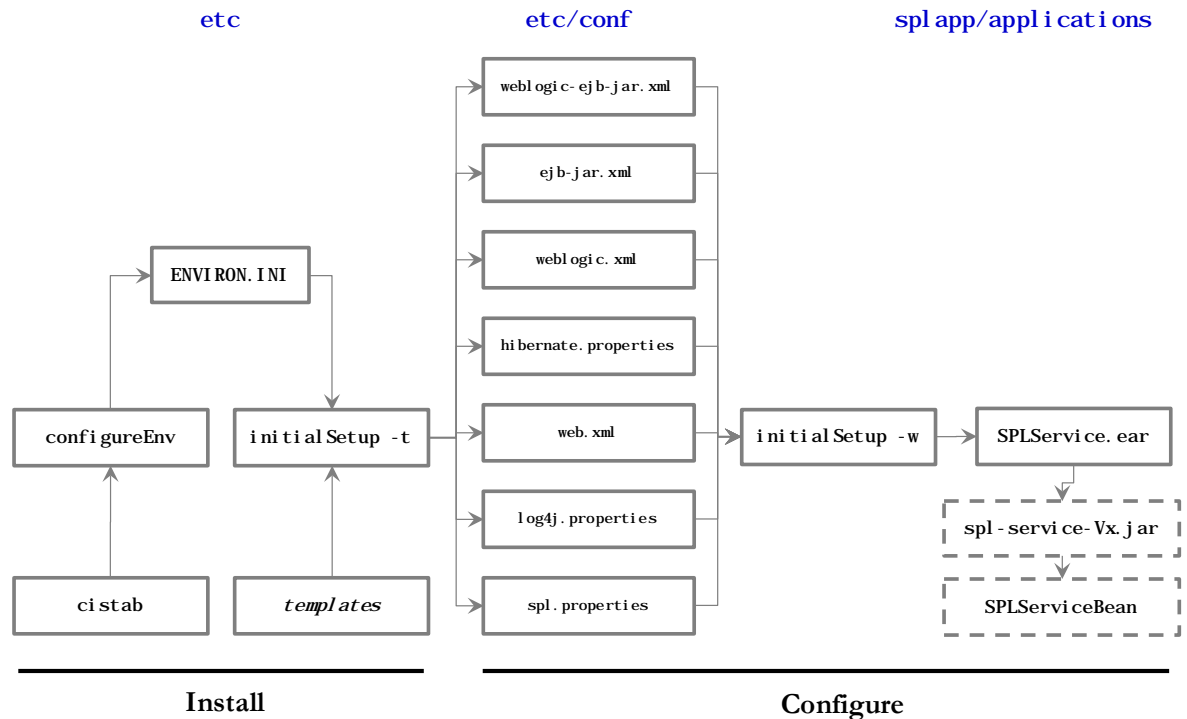 etc
etc/conf
splapp/applications
weblogic-ejb-jar.xml
ejb-jar.xml
weblogic.xml
ENVIRON.INI
hibernate.properties
configureEnv
initialSetup -t
web.xml
initialSetup -w
SPLService.ear
log4j.properties
spl-service-Vx.jar
cistab
templates
spl.properties
SPLServiceBean
Install
Configure